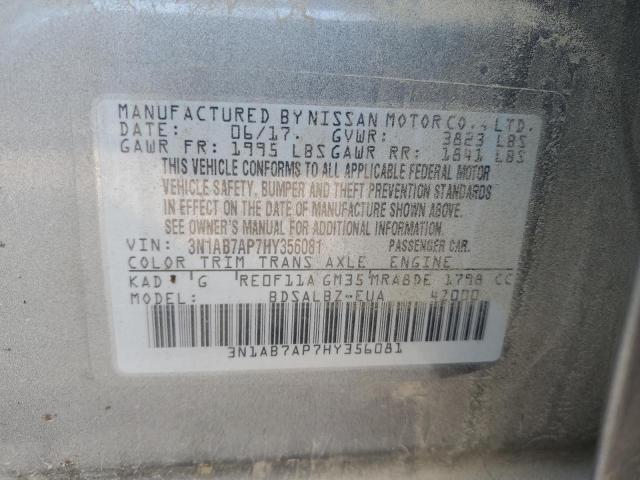 MANUFACTURED BY NISSAN MOTOR CO., LTD.
DATE: 06/17. GVWR: 3823 LBS
GAWR FR: 1995 LBS GAWR RR: 1841 LBS
THIS VEHICLE CONFORMS TO ALL APPLICABLE FEDERAL MOTOR
VEHICLE SAFETY, BUMPER AND THEFT PREVENTION STANDARDS
IN EFFECT ON THE DATE OF MANUFACTURE SHOWN ABOVE.
SEE OWNER'S MANUAL FOR ADDITIONAL INFORMATION
VIN: 3N1AB7AP7HY356081 PASSENGER CAR.
COLOR TRIM TRANS AXLE ENGINE
KAD G RE0F11A GM35 MRA8DE 1798 CC
MODEL: BDSALBZ-EUA 42000
3N1AB7AP7HY356081